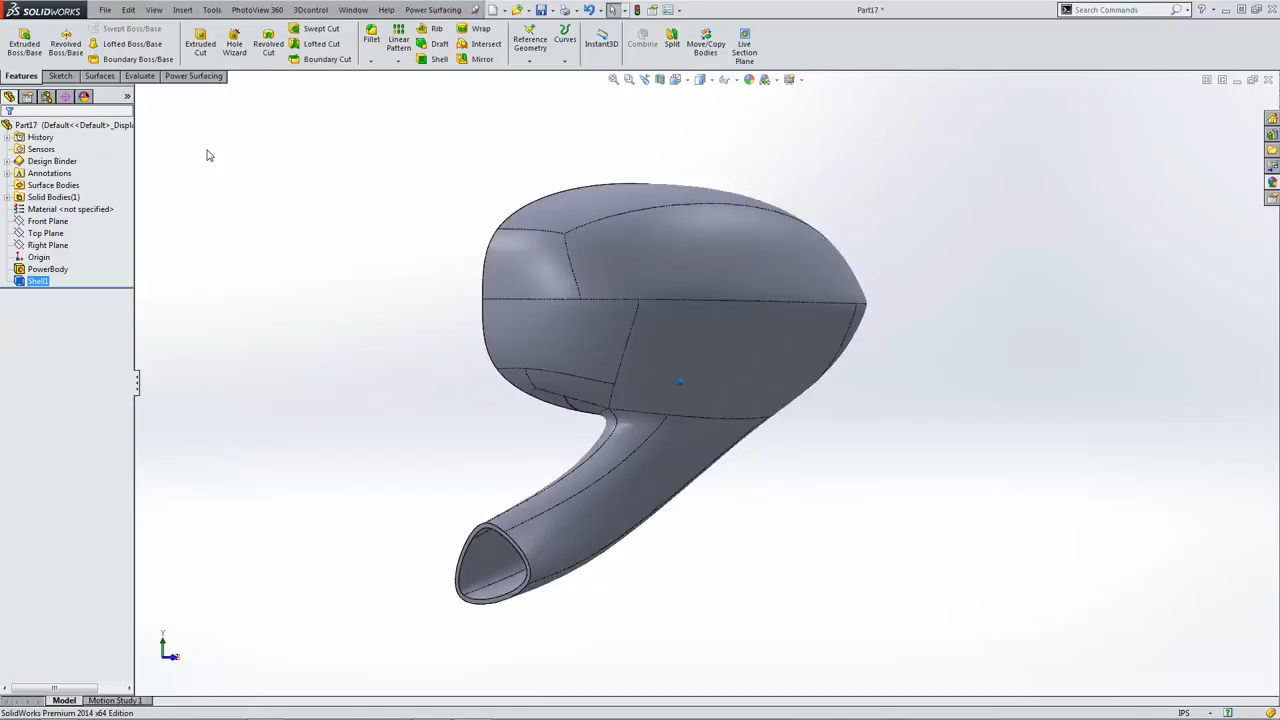 SOLIDWORKS File Edit View Insert Tools PhotoView 360 3Dcontrol Window Help Power Surfacing Part17 * Search Commands
Extruded Boss/Base
Revolved Boss/Base
Swept Boss/Base
Lofted Boss/Base
Boundary Boss/Base
Extruded Cut
Hole Wizard
Revolved Cut
Swept Cut
Lofted Cut
Boundary Cut
Fillet
Linear Pattern
Rib
Draft
Shell
Wrap
Intersect
Mirror
Reference Geometry
Curves
Instant3D
Combine
Split
Move/Copy Bodies
Live Section Plane
Features Sketch Surfaces Evaluate Power Surfacing
Part17 (Default<<Default>_Displa
History
Sensors
Design Binder
Annotations
Surface Bodies
Solid Bodies(1)
Material <not specified>
Front Plane
Top Plane
Right Plane
Origin
PowerBody
Shell1
Y
Model Motion Study 1
SolidWorks Premium 2014 x64 Edition IPS